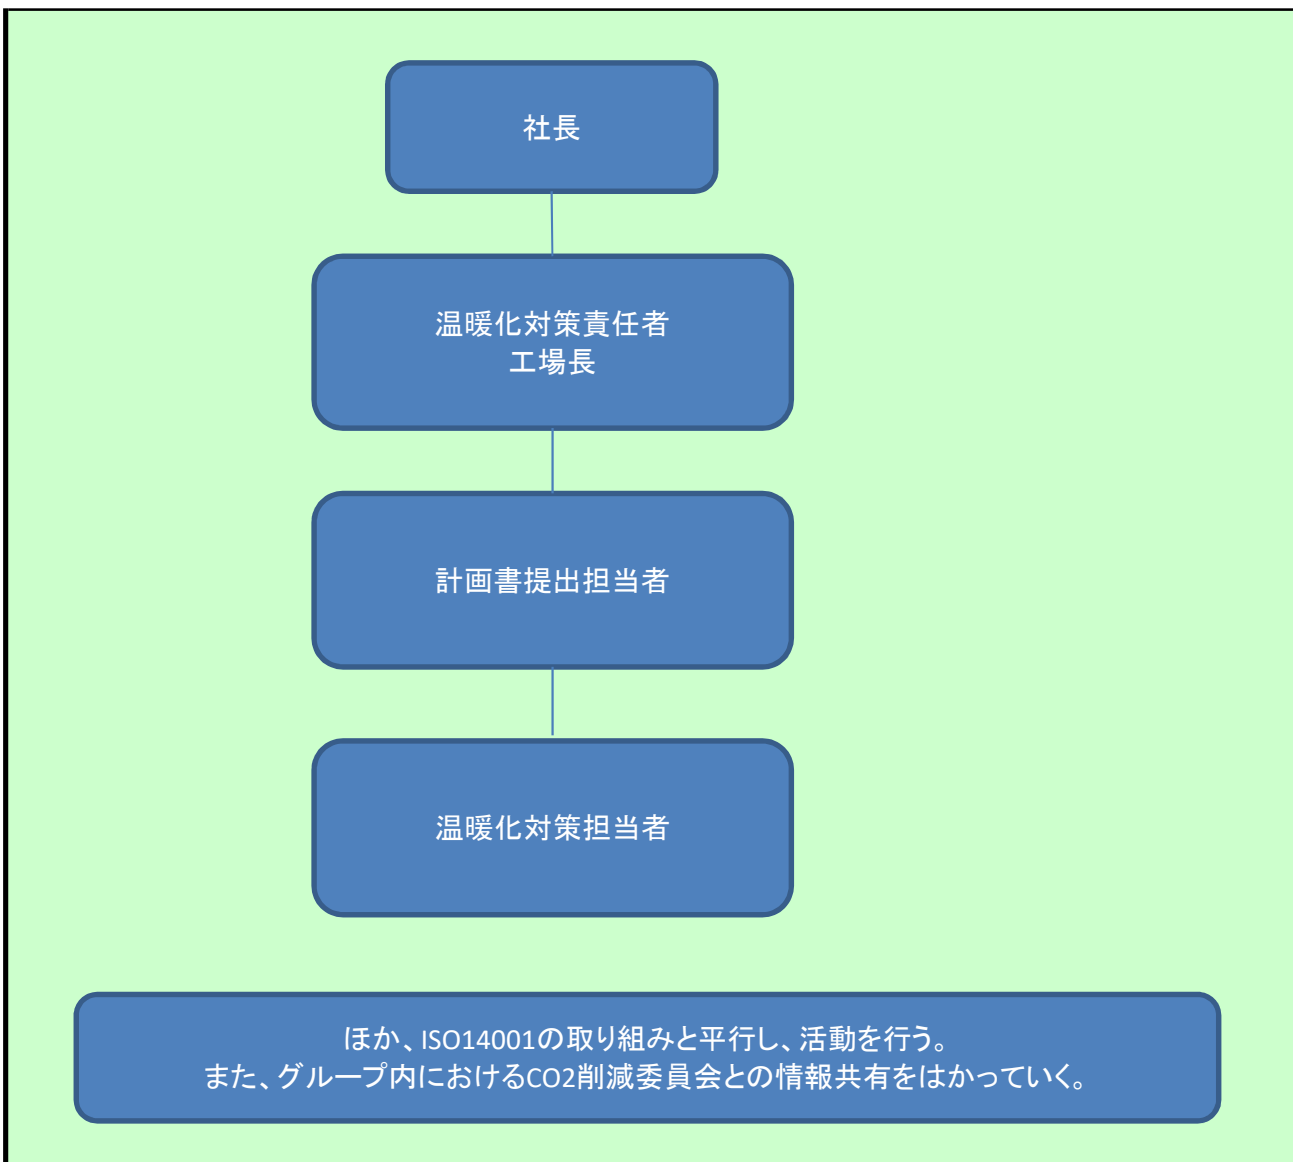 社長
温暖化対策責任者
工場長
計画書提出担当者
温暖化対策担当者
ほか、ISO14001の取り組みと平行し、活動を行う。
また、グループ内におけるCO2削減委員会との情報共有をはかっていく。